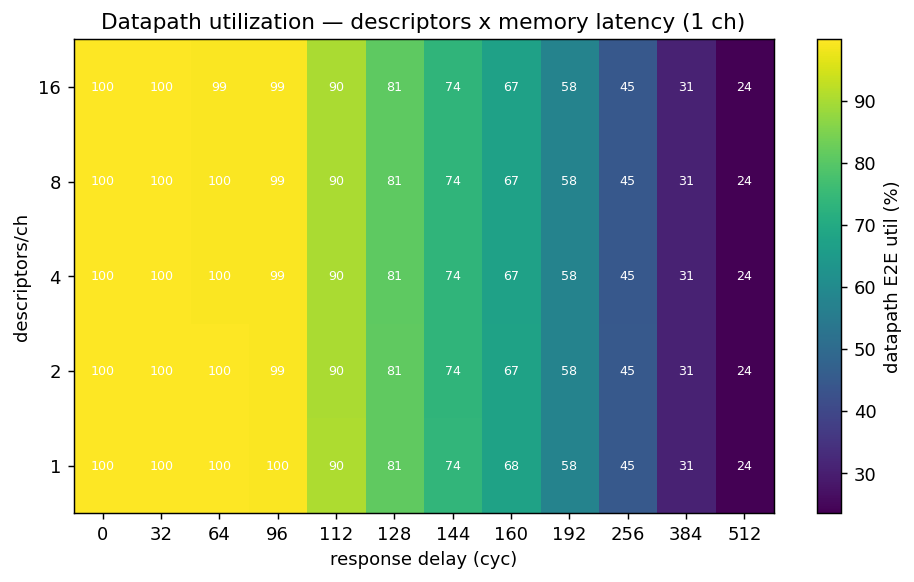 Datapath utilization — descriptors x memory latency (1 ch)
16 100 100 99 99 90 81 74 67 58 45 31 24
8 100 100 100 99 90 81 74 67 58 45 31 24
4 100 100 100 99 90 81 74 67 58 45 31 24
2 100 100 100 99 90 81 74 67 58 45 31 24
1 100 100 100 100 90 81 74 68 58 45 31 24
0 32 64 96 112 128 144 160 192 256 384 512
response delay (cyc)
descriptors/ch
90
80
70
60
50
40
30
datapath E2E util (%)